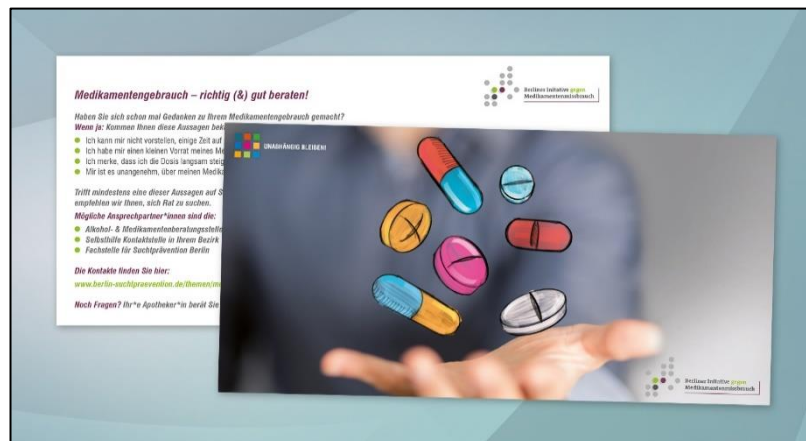 Medikamentengebrauch – richtig (&) gut beraten!
Berliner Initiative gegen
Medikamentenmissbrauch
Haben Sie sich schon mal Gedanken zu Ihrem Medikamentengebrauch gemacht?
Wenn ja: Kommen Ihnen diese Aussagen
Ich kann mir nicht vorstellen, einige Zeit auf
Ich habe mir einen kleinen Vorrat meines
Ich merke, dass ich die Dosis langsam
Mir ist es unangenehm, über meinen
Trifft mindestens eine dieser Aussagen auf
empfehlen wir Ihnen, sich Rat zu suchen.
Mögliche Ansprechpartner*innen sind die:
Alkohol- & Medikamentenberatungsstelle
Selbsthilfe Kontaktstelle in Ihrem Bezirk
Fachstelle für Suchtprävention Berlin
Die Kontakte finden Sie hier:
www.berlin-suchtpraevention.de/themen/
Noch Fragen? Ihr*e Apotheker*in berät Sie
UNABHÄNGIG BLEIBEN!
Berliner Initiative gegen
Medikamentenmissbrauch